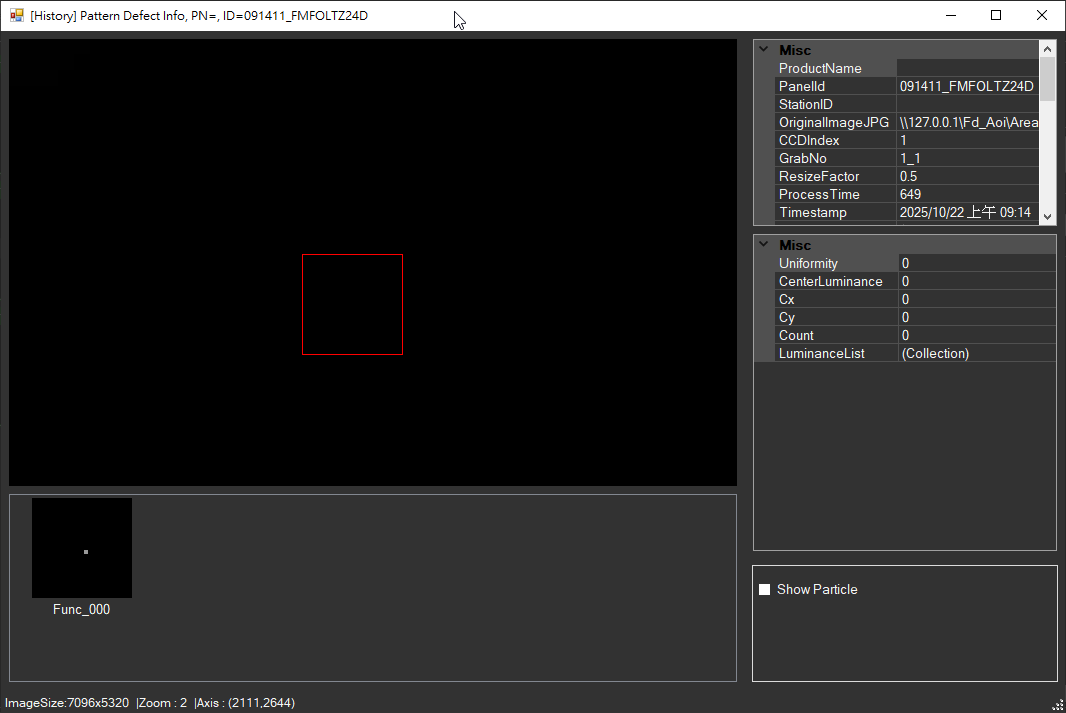 [History] Pattern Defect Info, PN=, ID=091411_FMFOLTZ24D
Misc
ProductName
PanelId 091411_FMFOLTZ24D
StationID
OriginalImageJPG \\127.0.0.1\Fd_Aoi\Area
CCDIndex 1
GrabNo 1_1
ResizeFactor 0.5
ProcessTime 649
Timestamp 2025/10/22 上午 09:14
Misc
Uniformity 0
CenterLuminance 0
Cx 0
Cy 0
Count 0
LuminanceList (Collection)
Func_000
Show Particle
ImageSize:7096x5320 |Zoom : 2 |Axis : (2111,2644)